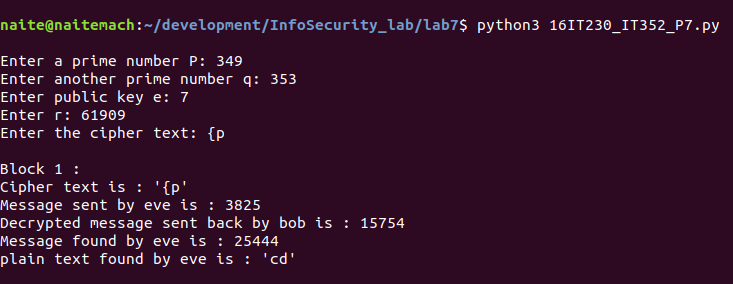 naite@naitemach:~/development/InfoSecurity_lab/lab7$ python3 16IT230_IT352_P7.py
Enter a prime number P: 349
Enter another prime number q: 353
Enter public key e: 7
Enter r: 61909
Enter the cipher text: {p
Block 1 :
Cipher text is : '{p'
Message sent by eve is : 3825
Decrypted message sent back by bob is : 15754
Message found by eve is : 25444
plain text found by eve is : 'cd'